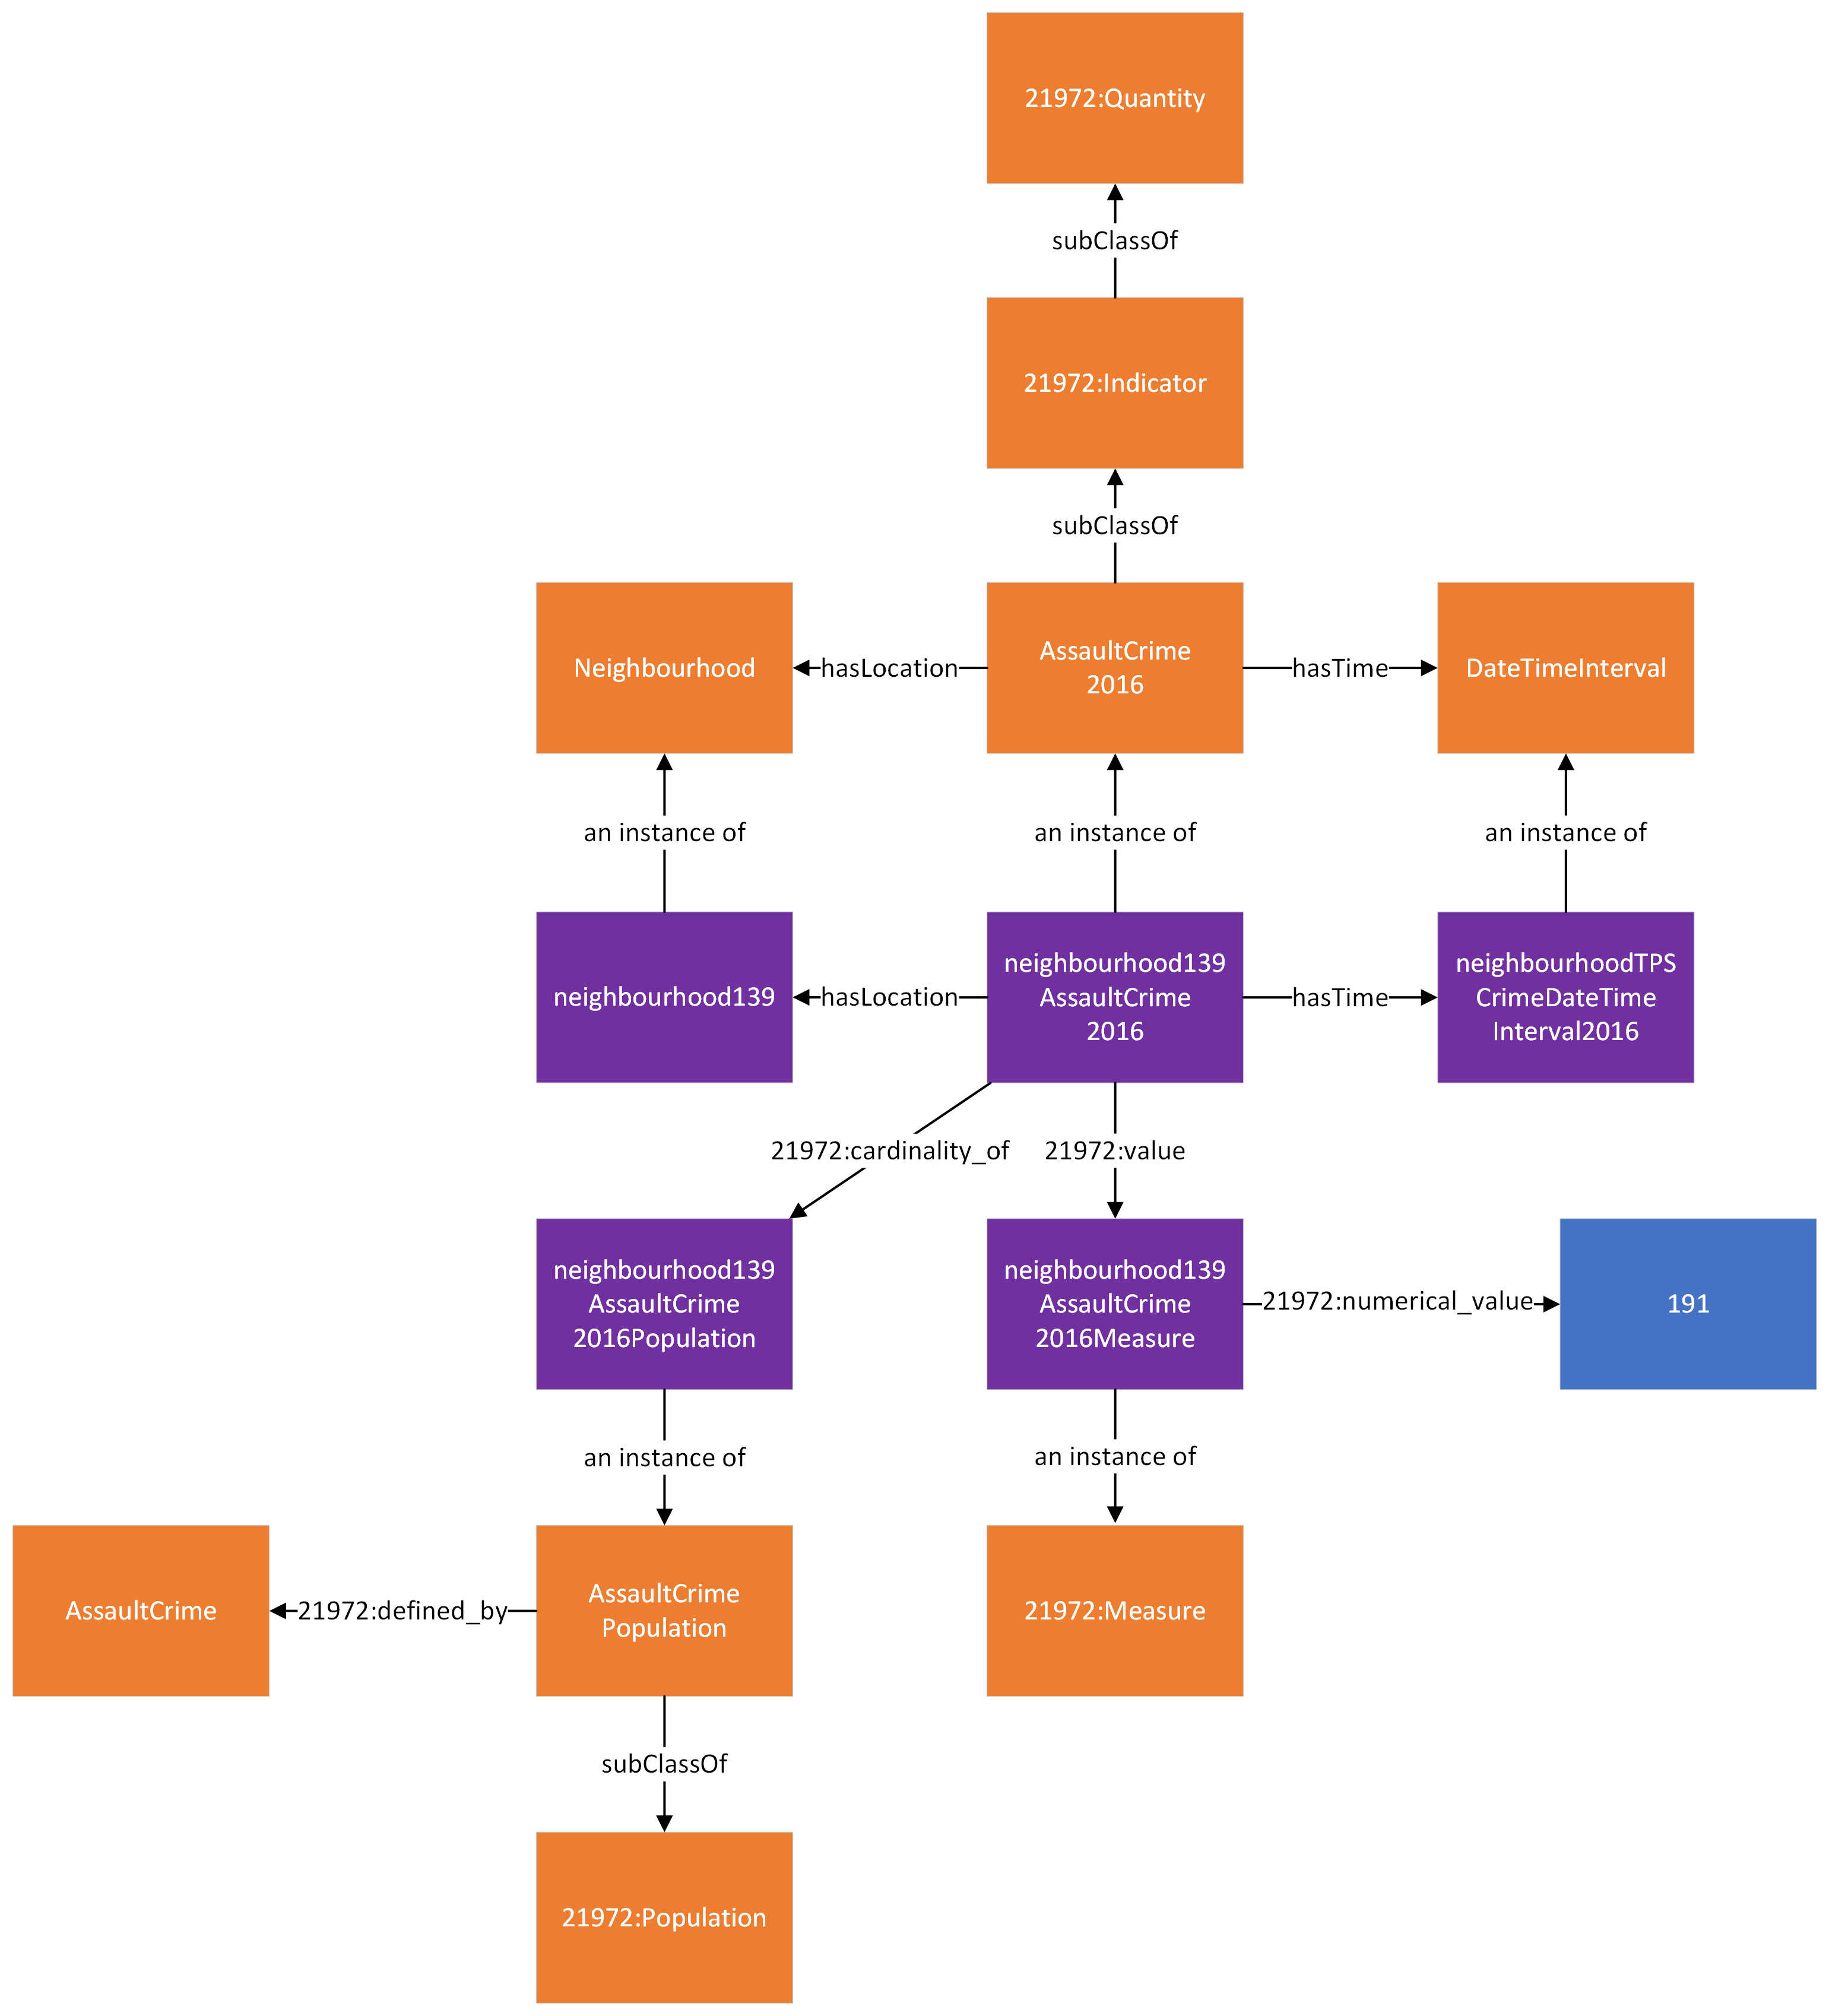 21972:Quantity
subClassOf
21972:Indicator
subClassOf
Neighbourhood
hasLocation
AssaultCrime
2016
hasTime
DateTimeInterval
an instance of
an instance of
an instance of
neighbourhood139
hasLocation
neighbourhood139
AssaultCrime
2016
hasTime
neighbourhoodTPS
CrimeDateTime
Interval2016
21972:cardinality_of
21972:value
neighbourhood139
AssaultCrime
2016Population
neighbourhood139
AssaultCrime
2016Measure
21972:numerical_value
191
an instance of
an instance of
AssaultCrime
21972:defined_by
AssaultCrime
Population
21972:Measure
subClassOf
21972:Population